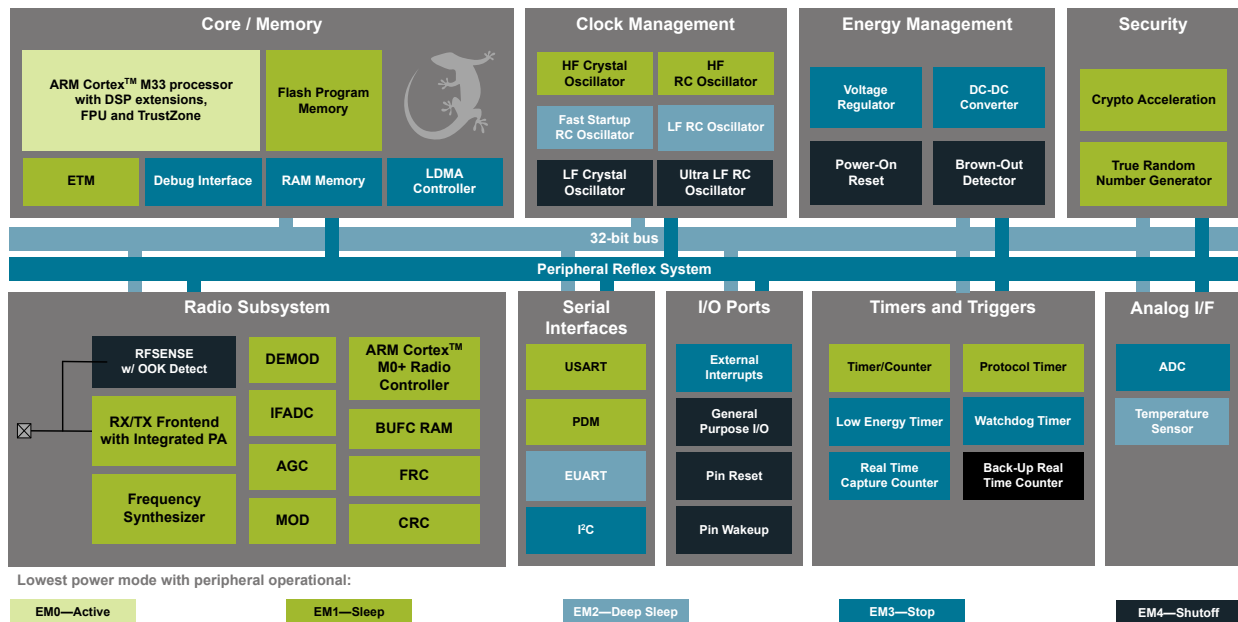 Core / Memory
ARM Cortex™ M33 processor
with DSP extensions,
FPU and TrustZone
Flash Program
Memory
ETM
Debug Interface
RAM Memory
LDMA
Controller
Clock Management
HF Crystal
Oscillator
HF
RC Oscillator
Fast Startup
RC Oscillator
LF RC Oscillator
LF Crystal
Oscillator
Ultra LF RC
Oscillator
Energy Management
Voltage
Regulator
DC-DC
Converter
Power-On
Reset
Brown-Out
Detector
Security
Crypto Acceleration
True Random
Number Generator
32-bit bus
Peripheral Reflex System
Radio Subsystem
RFSENSE
w/ OOK Detect
RX/TX Frontend
with Integrated PA
Frequency
Synthesizer
DEMOD
IFADC
AGC
MOD
ARM Cortex™
M0+ Radio
Controller
BUFC RAM
FRC
CRC
Serial
Interfaces
USART
PDM
EUART
I²C
I/O Ports
External
Interrupts
General
Purpose I/O
Pin Reset
Pin Wakeup
Timers and Triggers
Timer/Counter
Protocol Timer
Low Energy Timer
Watchdog Timer
Real Time
Capture Counter
Back-Up Real
Time Counter
Analog I/F
ADC
Temperature
Sensor
Lowest power mode with peripheral operational:
EM0—Active
EM1—Sleep
EM2—Deep Sleep
EM3—Stop
EM4—Shutoff